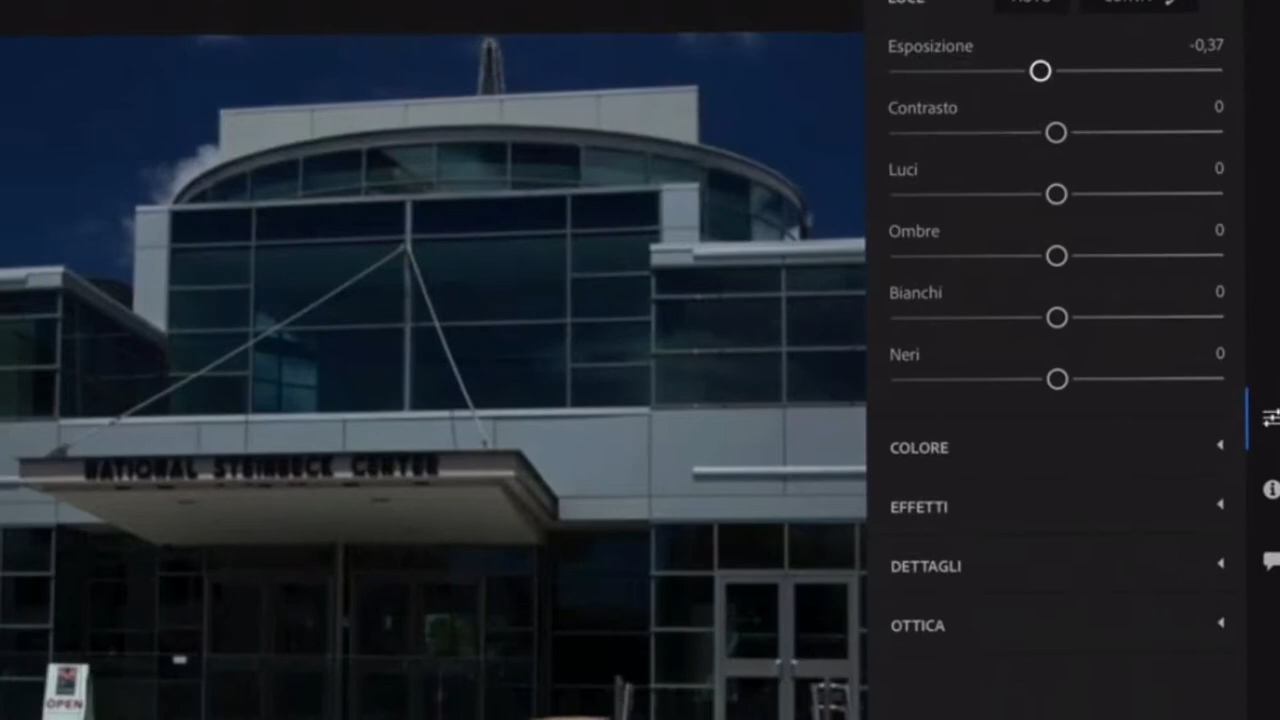 LUCE
Esposizione -0,37
Contrasto 0
Luci 0
Ombre 0
Bianchi 0
Neri 0
COLORE
EFFETTI
DETTAGLI
OTTICA
NATIONAL STEINBECK CENTER
OPEN